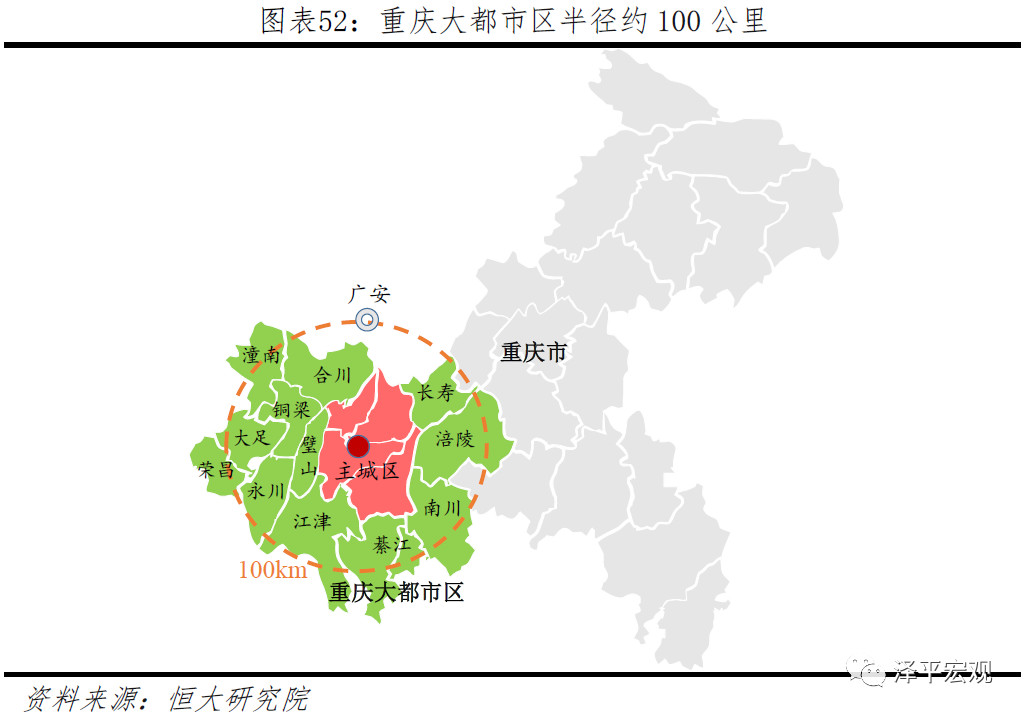 图表52：重庆大都市区半径约 100 公里
广安
潼南
合川
重庆市
长寿
铜梁
大足
璧山
涪陵
荣昌
主城区
永川
江津
南川
綦江
100km
重庆大都市区
泽平宏观
资料来源：恒大研究院